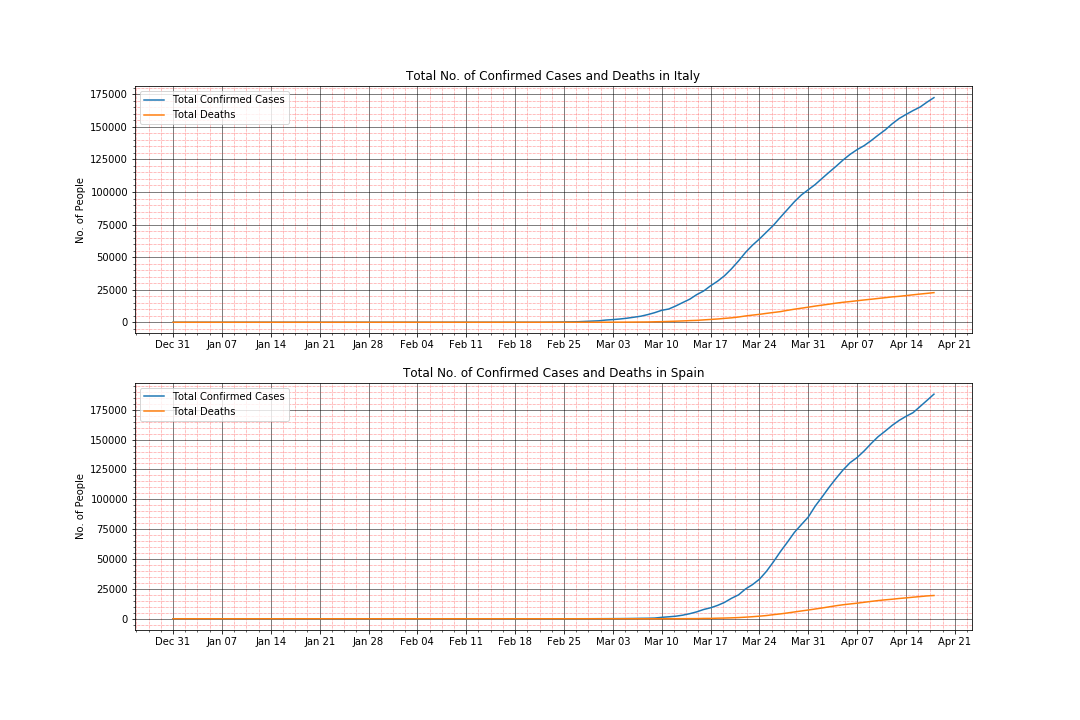 Total No. of Confirmed Cases and Deaths in Italy
175000
150000
125000
100000
75000
50000
25000
0
No. of People
Total Confirmed Cases
Total Deaths
Dec 31 Jan 07 Jan 14 Jan 21 Jan 28 Feb 04 Feb 11 Feb 18 Feb 25 Mar 03 Mar 10 Mar 17 Mar 24 Mar 31 Apr 07 Apr 14 Apr 21
Total No. of Confirmed Cases and Deaths in Spain
175000
150000
125000
100000
75000
50000
25000
0
No. of People
Total Confirmed Cases
Total Deaths
Dec 31 Jan 07 Jan 14 Jan 21 Jan 28 Feb 04 Feb 11 Feb 18 Feb 25 Mar 03 Mar 10 Mar 17 Mar 24 Mar 31 Apr 07 Apr 14 Apr 21